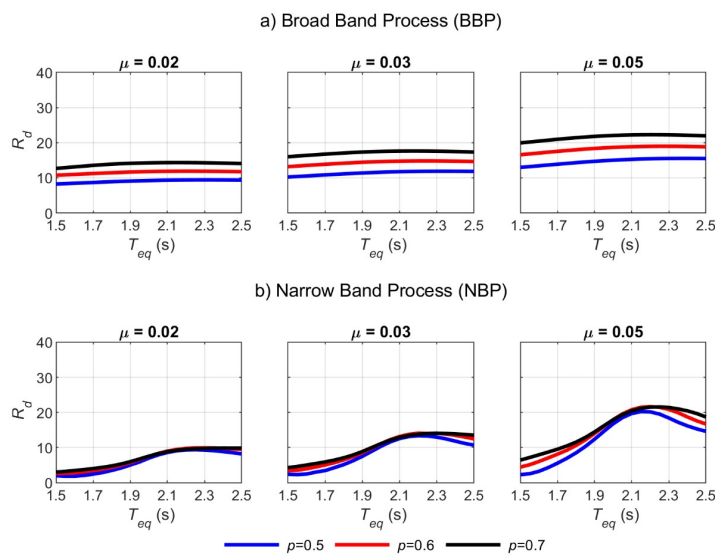 a) Broad Band Process (BBP)
μ = 0.02
μ = 0.03
μ = 0.05
R_d
40
30
20
10
0
1.5 1.7 1.9 2.1 2.3 2.5
1.5 1.7 1.9 2.1 2.3 2.5
1.5 1.7 1.9 2.1 2.3 2.5
T_eq (s)
T_eq (s)
T_eq (s)
b) Narrow Band Process (NBP)
μ = 0.02
μ = 0.03
μ = 0.05
R_d
40
30
20
10
0
1.5 1.7 1.9 2.1 2.3 2.5
1.5 1.7 1.9 2.1 2.3 2.5
1.5 1.7 1.9 2.1 2.3 2.5
T_eq (s)
T_eq (s)
T_eq (s)
p=0.5 p=0.6 p=0.7